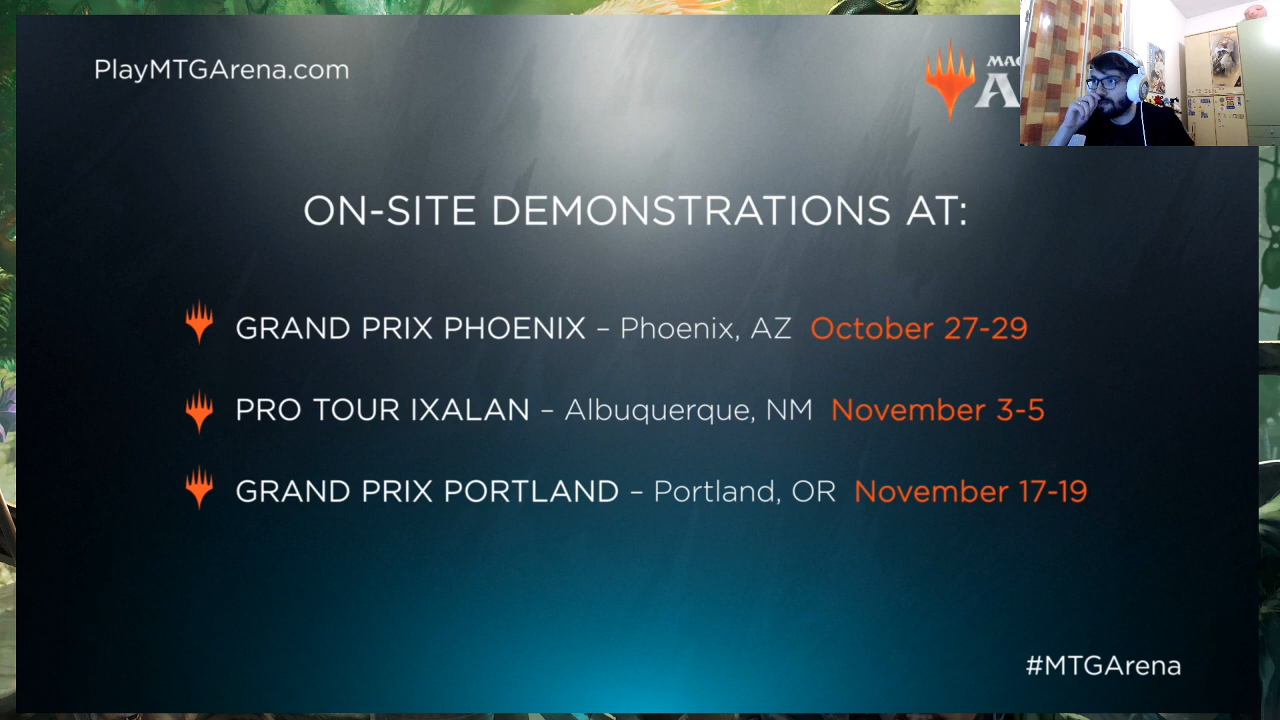 PlayMTGArena.com
ON-SITE DEMONSTRATIONS AT:
GRAND PRIX PHOENIX – Phoenix, AZ October 27-29
PRO TOUR IXALAN – Albuquerque, NM November 3-5
GRAND PRIX PORTLAND – Portland, OR November 17-19
#MTGArena